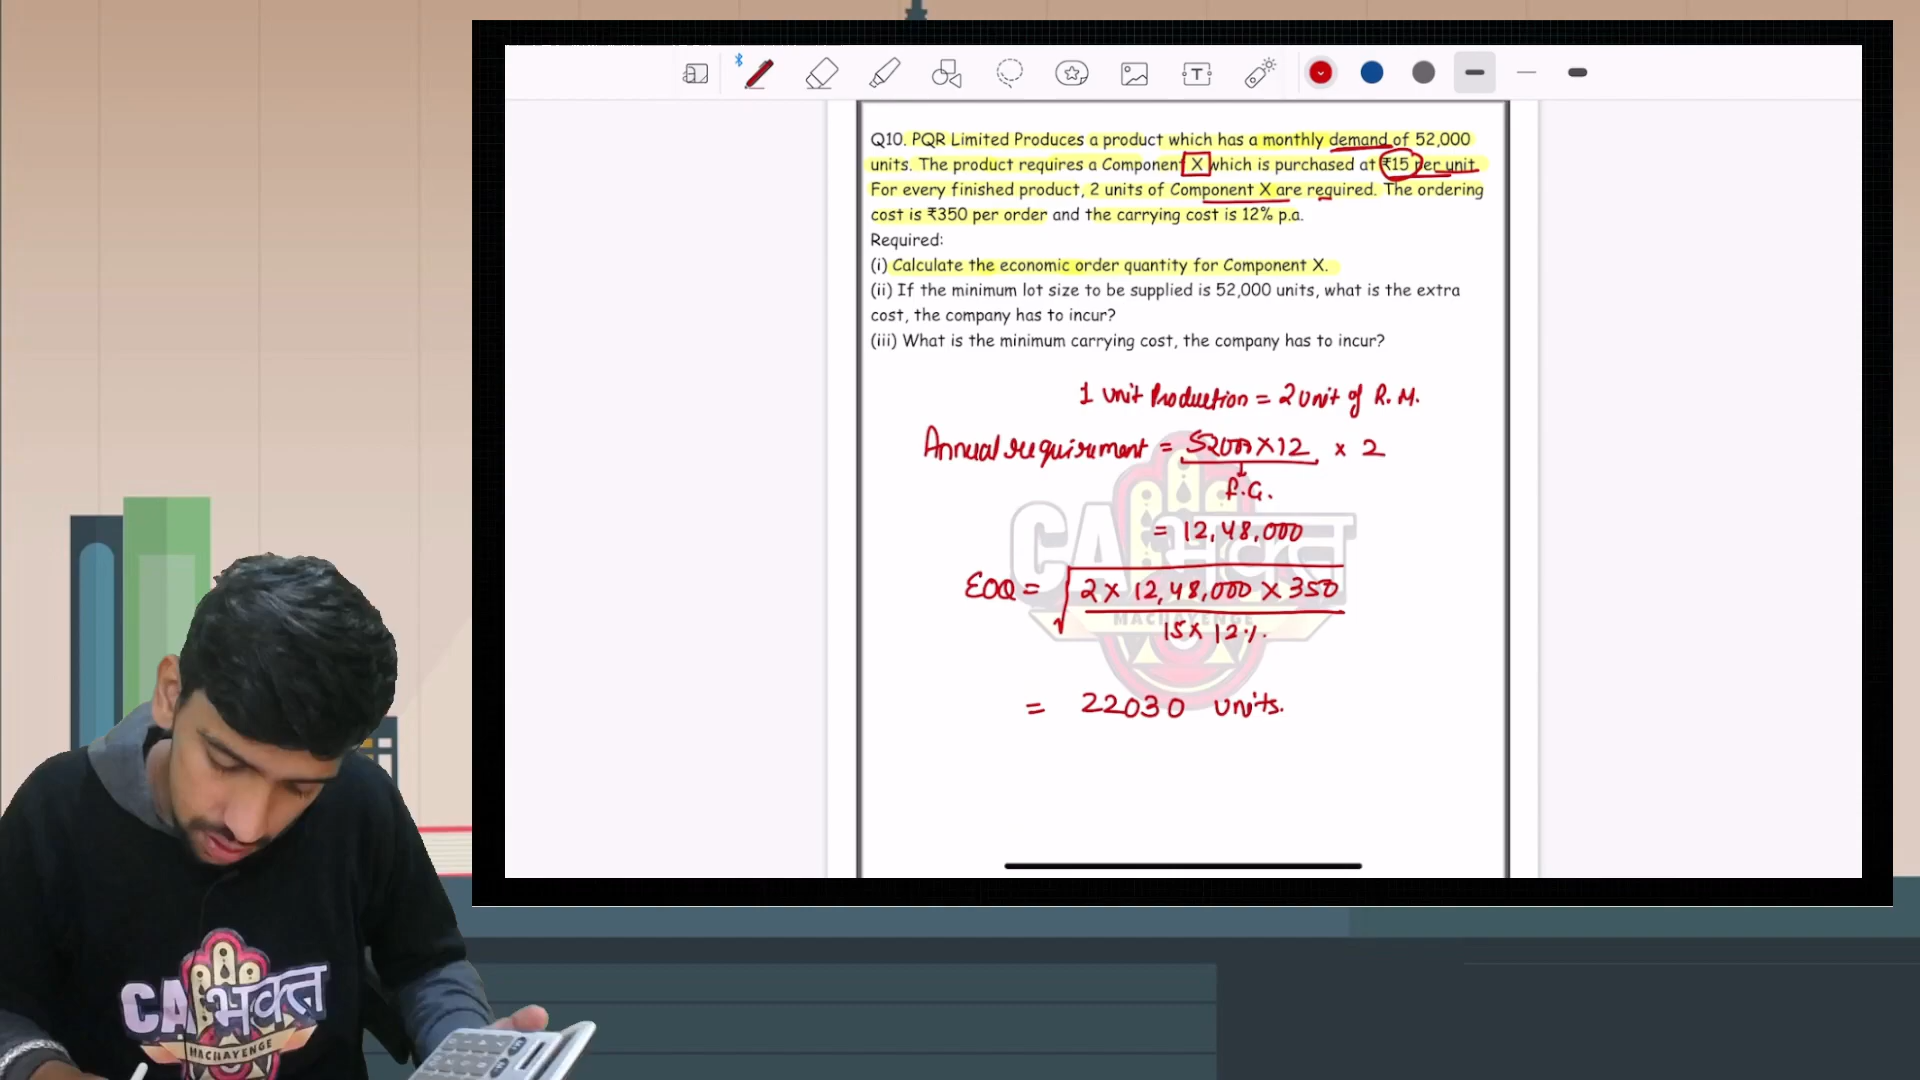 Q10. PQR Limited Produces a product which has a monthly demand of 52,000
units. The product requires a Component X which is purchased at ₹15 per unit.
For every finished product, 2 units of Component X are required. The ordering
cost is ₹350 per order and the carrying cost is 12% p.a.
Required:
(i) Calculate the economic order quantity for Component X.
(ii) If the minimum lot size to be supplied is 52,000 units, what is the extra
cost, the company has to incur?
(iii) What is the minimum carrying cost, the company has to incur?
1 unit Production = 2 unit of R.M.
Annual requirement = 52000 X 12 x 2
F.G.
= 12,48,000
EOQ = √ 2 x 12,48,000 x 350
15 x 12%
= 22030 units.
CA भक्त
MACHAYENGE
CA भक्त
MACHAYENGE